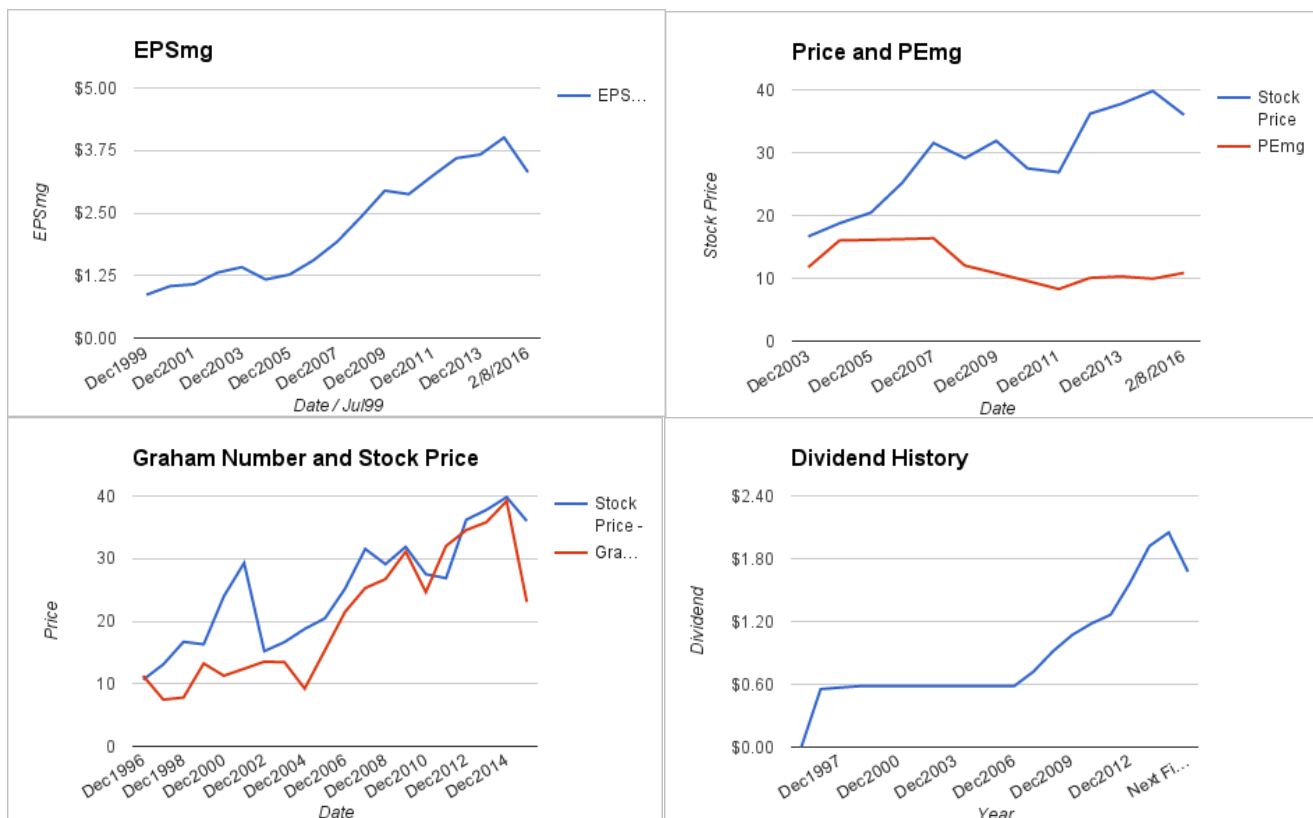 EPSmg
$5.00
$3.75
$2.50
$1.25
$0.00
EPSmg
EPS...
Dec1999
Dec2001
Dec2003
Dec2005
Dec2007
Dec2009
Dec2011
Dec2013
2/8/2016
Date / Jul99
Price and PEmg
40
30
20
10
0
Stock Price
Stock
Price
PEmg
Dec2003
Dec2005
Dec2007
Dec2009
Dec2011
Dec2013
2/8/2016
Date
Graham Number and Stock Price
40
30
20
10
0
Price
Stock
Price -
Gra...
Dec1996
Dec1998
Dec2000
Dec2002
Dec2004
Dec2006
Dec2008
Dec2010
Dec2012
Dec2014
Date
Dividend History
$2.40
$1.80
$1.20
$0.60
$0.00
Dividend
Dec1997
Dec2000
Dec2003
Dec2006
Dec2009
Dec2012
Next Fi...
Year